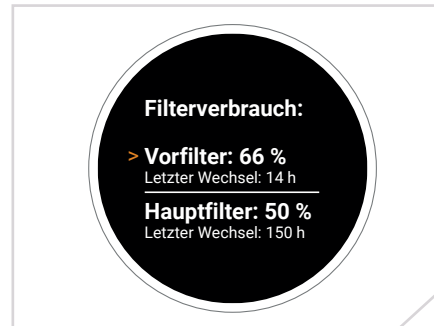 Filterverbrauch:
> Vorfilter: 66 %
Letzter Wechsel: 14 h
Hauptfilter: 50 %
Letzter Wechsel: 150 h